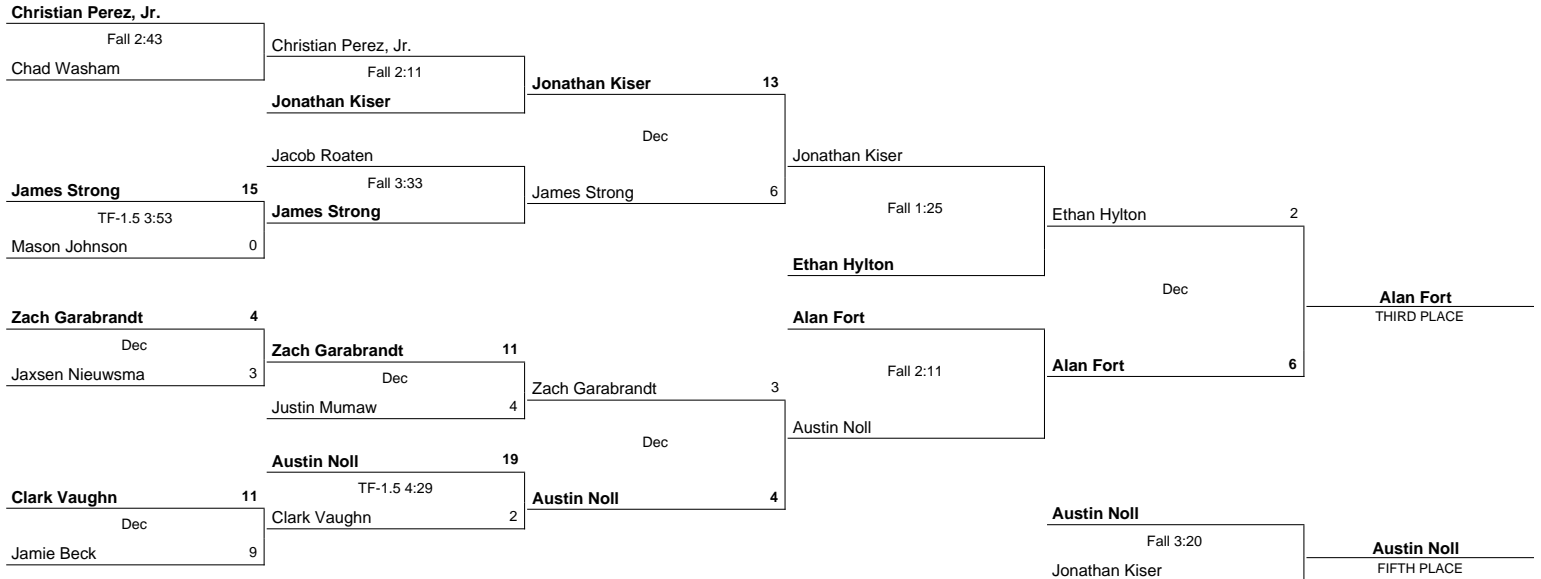 Christian Perez, Jr.
Fall 2:43
Chad Washam
James Strong 15
TF-1.5 3:53
Mason Johnson 0
Zach Garabrandt 4
Dec
Jaxsen Nieuwsma 3
Clark Vaughn 11
Dec
Jamie Beck 9
Christian Perez, Jr.
Fall 2:11
Jonathan Kiser
Jacob Roaten
Fall 3:33
James Strong
Zach Garabrandt 11
Dec
Justin Mumaw 4
Austin Noll 19
TF-1.5 4:29
Clark Vaughn 2
Jonathan Kiser 13
Dec
James Strong 6
Zach Garabrandt 3
Dec
Austin Noll 4
Jonathan Kiser
Fall 1:25
Ethan Hylton
Alan Fort
Fall 2:11
Austin Noll
Ethan Hylton 2
Dec
Alan Fort 6
Alan Fort
THIRD PLACE
Austin Noll
Fall 3:20
Jonathan Kiser
Austin Noll
FIFTH PLACE